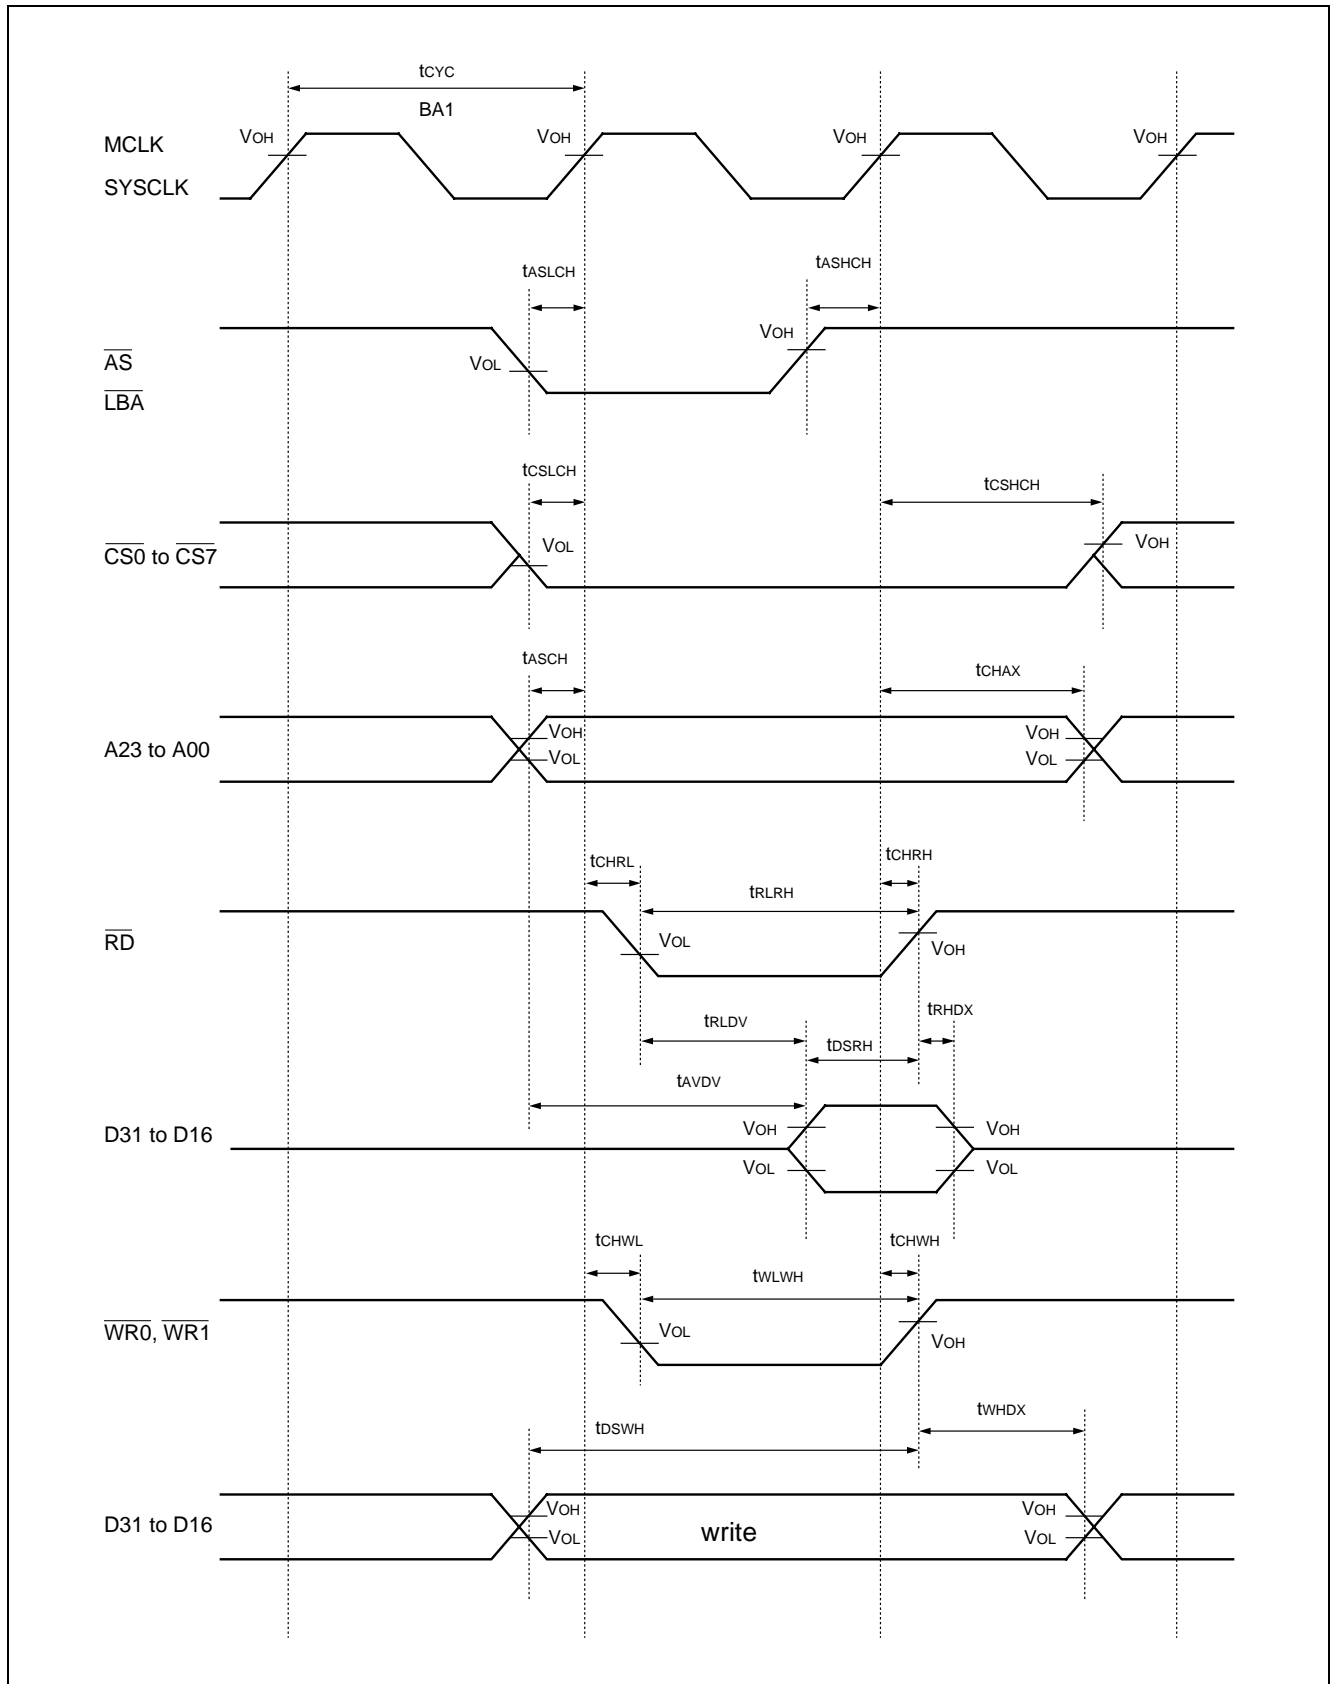 tCYC
BA1
MCLK
VOH VOH VOH VOH
SYSCLK
tASLCH tASHCH
AS
VOL VOH
LBA
tCSLCH tCSHCH
CS0 to CS7
VOL VOH
tASCH tCHAX
A23 to A00
VOH VOH
VOL VOL
tCHRL tCHRH
tRLRH
RD
VOL VOH
tRLDV tRHDX
tDSRH
tAVDV
D31 to D16
VOH VOH
VOL VOL
tCHWL tCHWH
tWLWH
WR0, WR1
VOL VOH
tWHDX
tDSWH
D31 to D16
VOH VOH
VOL write VOL